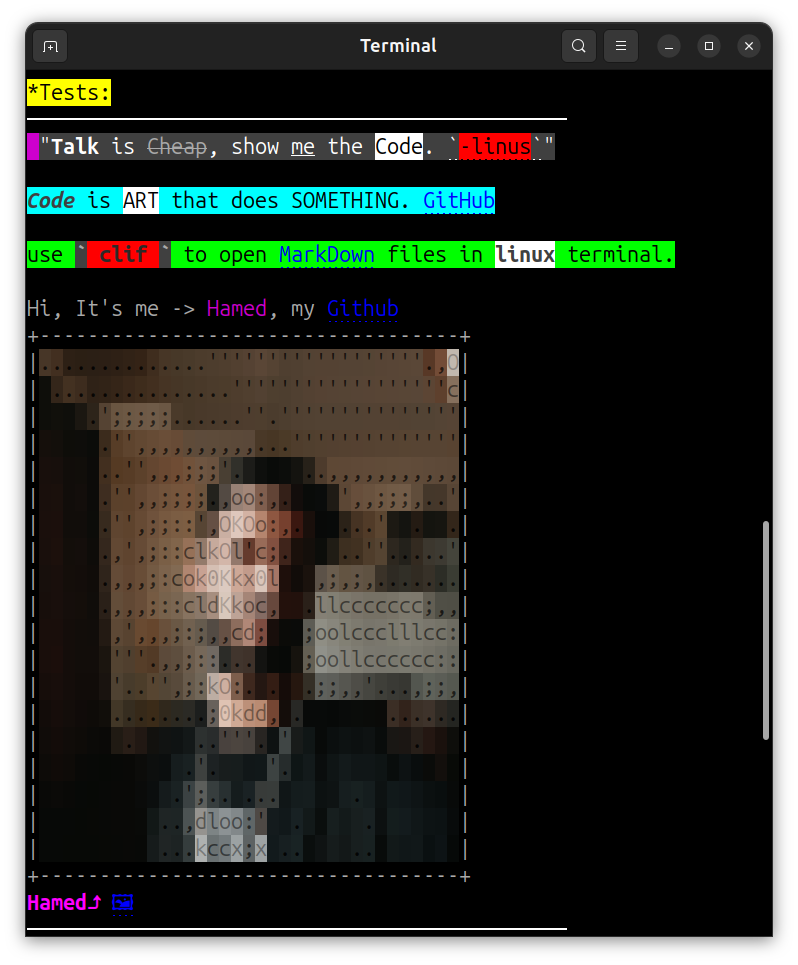 Terminal
*Tests:
"Talk is Cheap, show me the Code. `-linus`"
Code is ART that does SOMETHING. GitHub
use ` clif ` to open MarkDown files in linux terminal.
Hi, It's me -> Hamed, my Github
Hamed⤴ 🖼